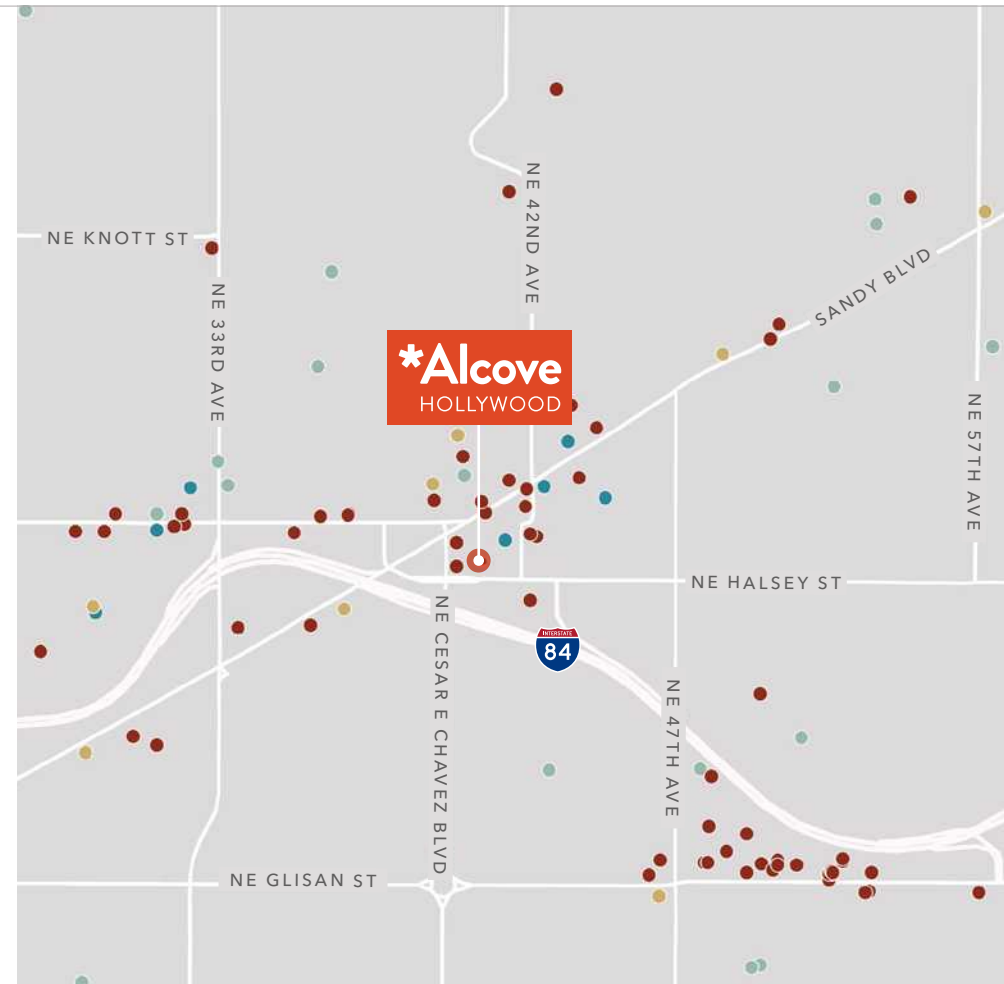 NE 42ND AVE
NE KNOTT ST
SANDY BLVD
NE 33RD AVE
*Alcove
HOLLYWOOD
NE 57TH AVE
NE HALSEY ST
NE CESAR E CHAVEZ BLVD
INTERSTATE
84
NE 47TH AVE
NE GLISAN ST